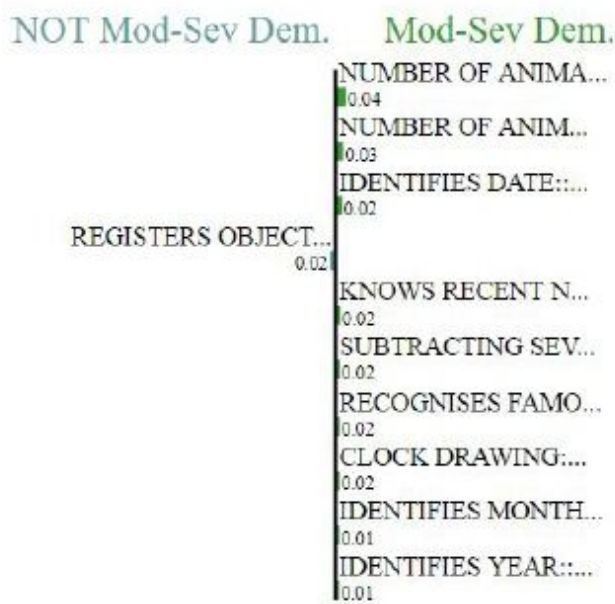 NOT Mod-Sev Dem. Mod-Sev Dem.
NUMBER OF ANIMA...
0.04
NUMBER OF ANIM...
0.03
IDENTIFIES DATE::...
0.02
REGISTERS OBJECT...
0.02
KNOWS RECENT N...
0.02
SUBTRACTING SEV...
0.02
RECOGNISES FAMO...
0.02
CLOCK DRAWING:...
0.02
IDENTIFIES MONTH...
0.01
IDENTIFIES YEAR::...
0.01